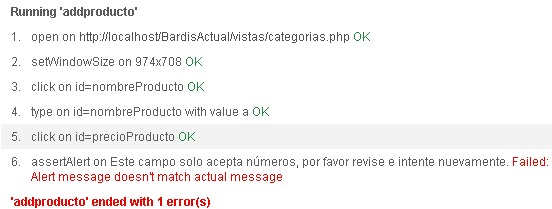 Running 'addproducto'
1. open on http://localhost/BardisActual/vistas/categorias.php OK
2. setWindowSize on 974x708 OK
3. click on id=nombreProducto OK
4. type on id=nombreProducto with value a OK
5. click on id=precioProducto OK
6. assertAlert on Este campo solo acepta números, por favor revise e intente nuevamente. Failed:
Alert message doesn't match actual message
'addproducto' ended with 1 error(s)